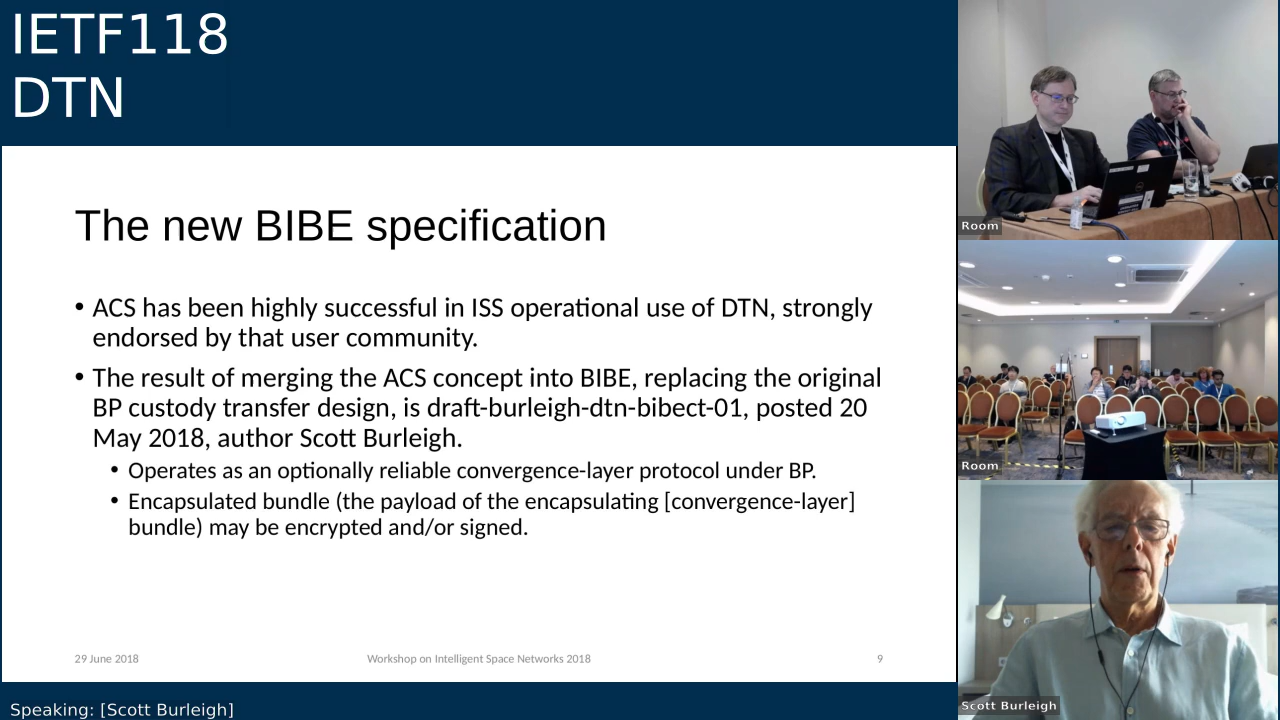 IETF118
DTN
The new BIBE specification
• ACS has been highly successful in ISS operational use of DTN, strongly
endorsed by that user community.
• The result of merging the ACS concept into BIBE, replacing the original
BP custody transfer design, is draft-burleigh-dtn-bibect-01, posted 20
May 2018, author Scott Burleigh.
• Operates as an optionally reliable convergence-layer protocol under BP.
• Encapsulated bundle (the payload of the encapsulating [convergence-layer]
bundle) may be encrypted and/or signed.
29 June 2018
Workshop on Intelligent Space Networks 2018
9
Speaking: [Scott Burleigh]
Room
Room
Scott Burleigh